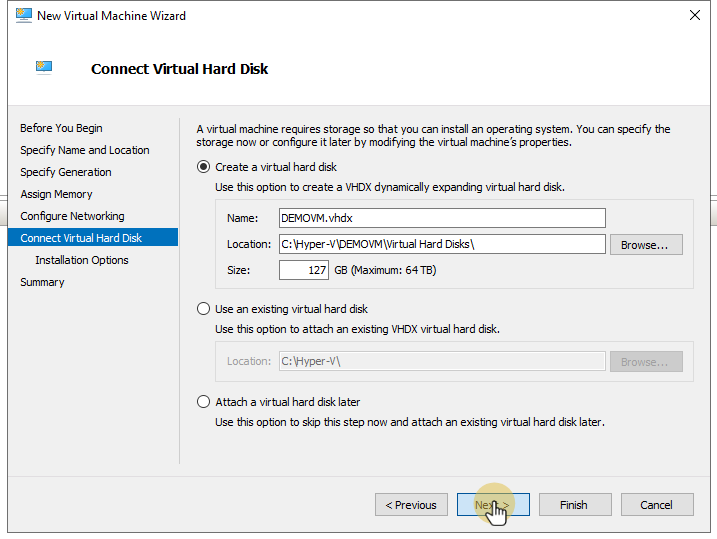 New Virtual Machine Wizard
Connect Virtual Hard Disk
Before You Begin
Specify Name and Location
Specify Generation
Assign Memory
Configure Networking
Connect Virtual Hard Disk
Installation Options
Summary
A virtual machine requires storage so that you can install an operating system. You can specify the
storage now or configure it later by modifying the virtual machine's properties.
Create a virtual hard disk
Use this option to create a VHDX dynamically expanding virtual hard disk.
Name: DEMOVM.vhdx
Location: C:\Hyper-V\DEMOVM\Virtual Hard Disks\ Browse...
Size: 127 GB (Maximum: 64 TB)
Use an existing virtual hard disk
Use this option to attach an existing VHDX virtual hard disk.
Location: C:\Hyper-V\ Browse...
Attach a virtual hard disk later
Use this option to skip this step now and attach an existing virtual hard disk later.
< Previous Next > Finish Cancel